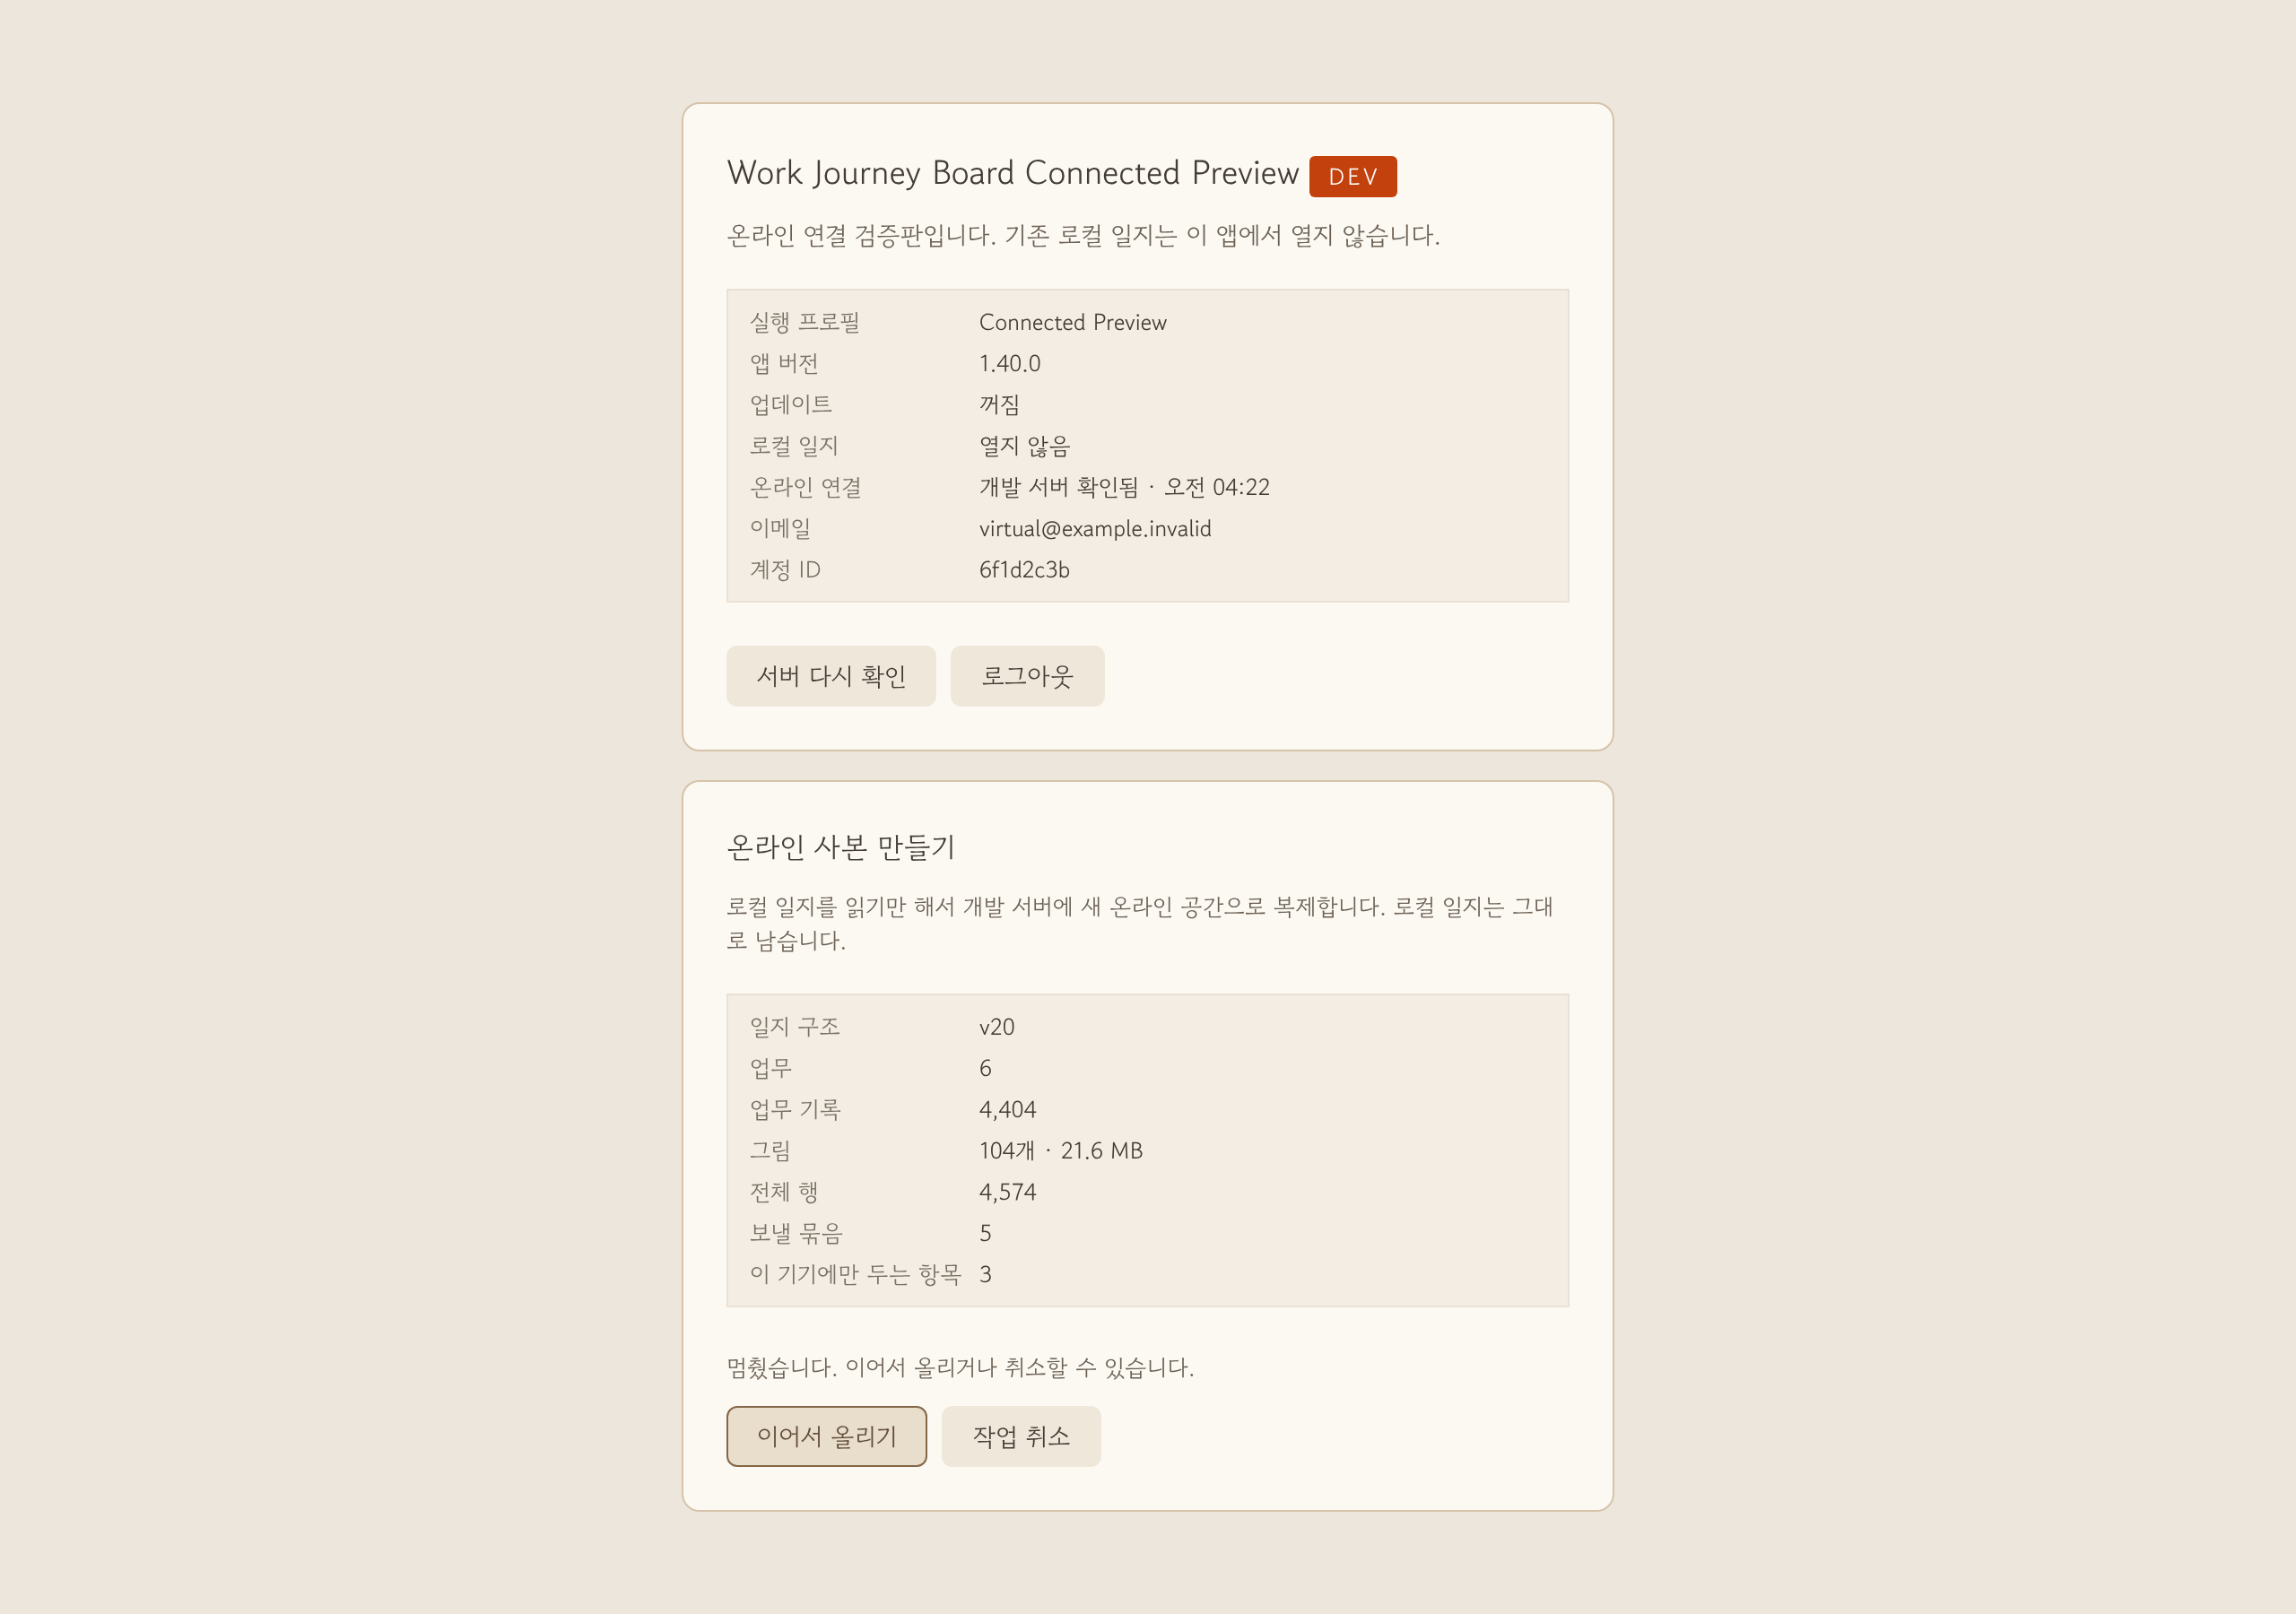 Work Journey Board Connected Preview DEV
온라인 연결 검증판입니다. 기존 로컬 일지는 이 앱에서 열지 않습니다.
실행 프로필 Connected Preview
앱 버전 1.40.0
업데이트 꺼짐
로컬 일지 열지 않음
온라인 연결 개발 서버 확인됨 · 오전 04:22
이메일 virtual@example.invalid
계정 ID 6f1d2c3b
서버 다시 확인 로그아웃
온라인 사본 만들기
로컬 일지를 읽기만 해서 개발 서버에 새 온라인 공간으로 복제합니다. 로컬 일지는 그대
로 남습니다.
일지 구조 v20
업무 6
업무 기록 4,404
그림 104개 · 21.6 MB
전체 행 4,574
보낼 묶음 5
이 기기에만 두는 항목 3
멈췄습니다. 이어서 올리거나 취소할 수 있습니다.
이어서 올리기 작업 취소